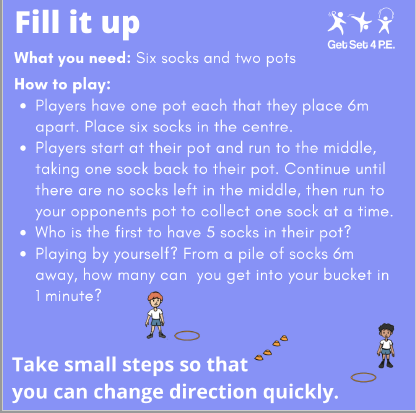 Fill it up
Get Set 4 P.E.
What you need: Six socks and two pots
How to play:
• Players have one pot each that they place 6m
apart. Place six socks in the centre.
• Players start at their pot and run to the middle,
taking one sock back to their pot. Continue until
there are no socks left in the middle, then run to
your opponents pot to collect one sock at a time.
• Who is the first to have 5 socks in their pot?
• Playing by yourself? From a pile of socks 6m
away, how many can you get into your bucket in
1 minute?
Take small steps so that
you can change direction quickly.